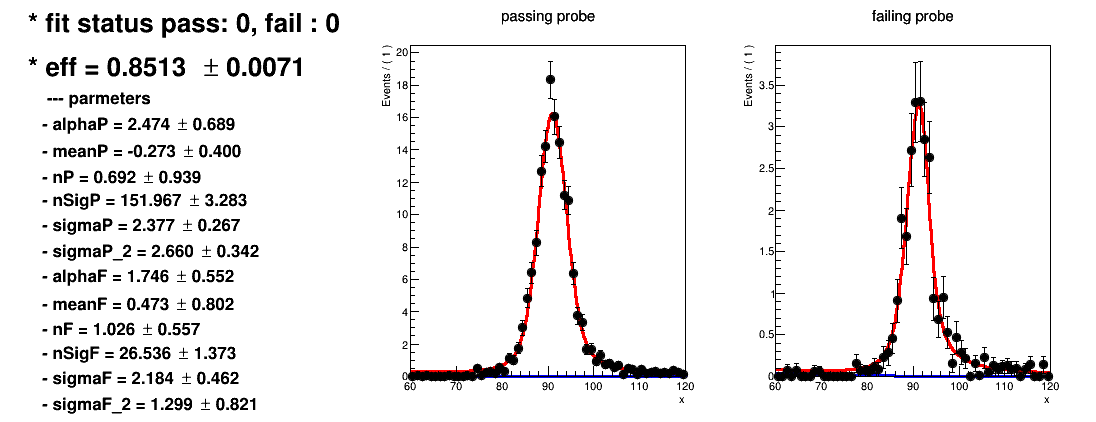 * fit status pass: 0, fail : 0
* eff = 0.8513 ± 0.0071
--- parmeters
- alphaP = 2.474 ± 0.689
- meanP = -0.273 ± 0.400
- nP = 0.692 ± 0.939
- nSigP = 151.967 ± 3.283
- sigmaP = 2.377 ± 0.267
- sigmaP_2 = 2.660 ± 0.342
- alphaF = 1.746 ± 0.552
- meanF = 0.473 ± 0.802
- nF = 1.026 ± 0.557
- nSigF = 26.536 ± 1.373
- sigmaF = 2.184 ± 0.462
- sigmaF_2 = 1.299 ± 0.821
passing probe
Events / ( 1 )
20
18
16
14
12
10
8
6
4
2
0
60 70 80 90 100 110 120
x
failing probe
Events / ( 1 )
3.5
3
2.5
2
1.5
1
0.5
0
60 70 80 90 100 110 120
x